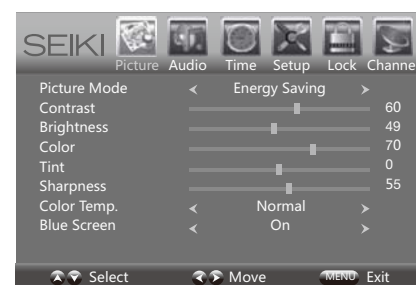 SEIKI
Picture Audio Time Setup Lock Channe
Picture Mode Energy Saving
Contrast 60
Brightness 49
Color 70
Tint 0
Sharpness 55
Color Temp. Normal
Blue Screen On
Select Move MENU Exit